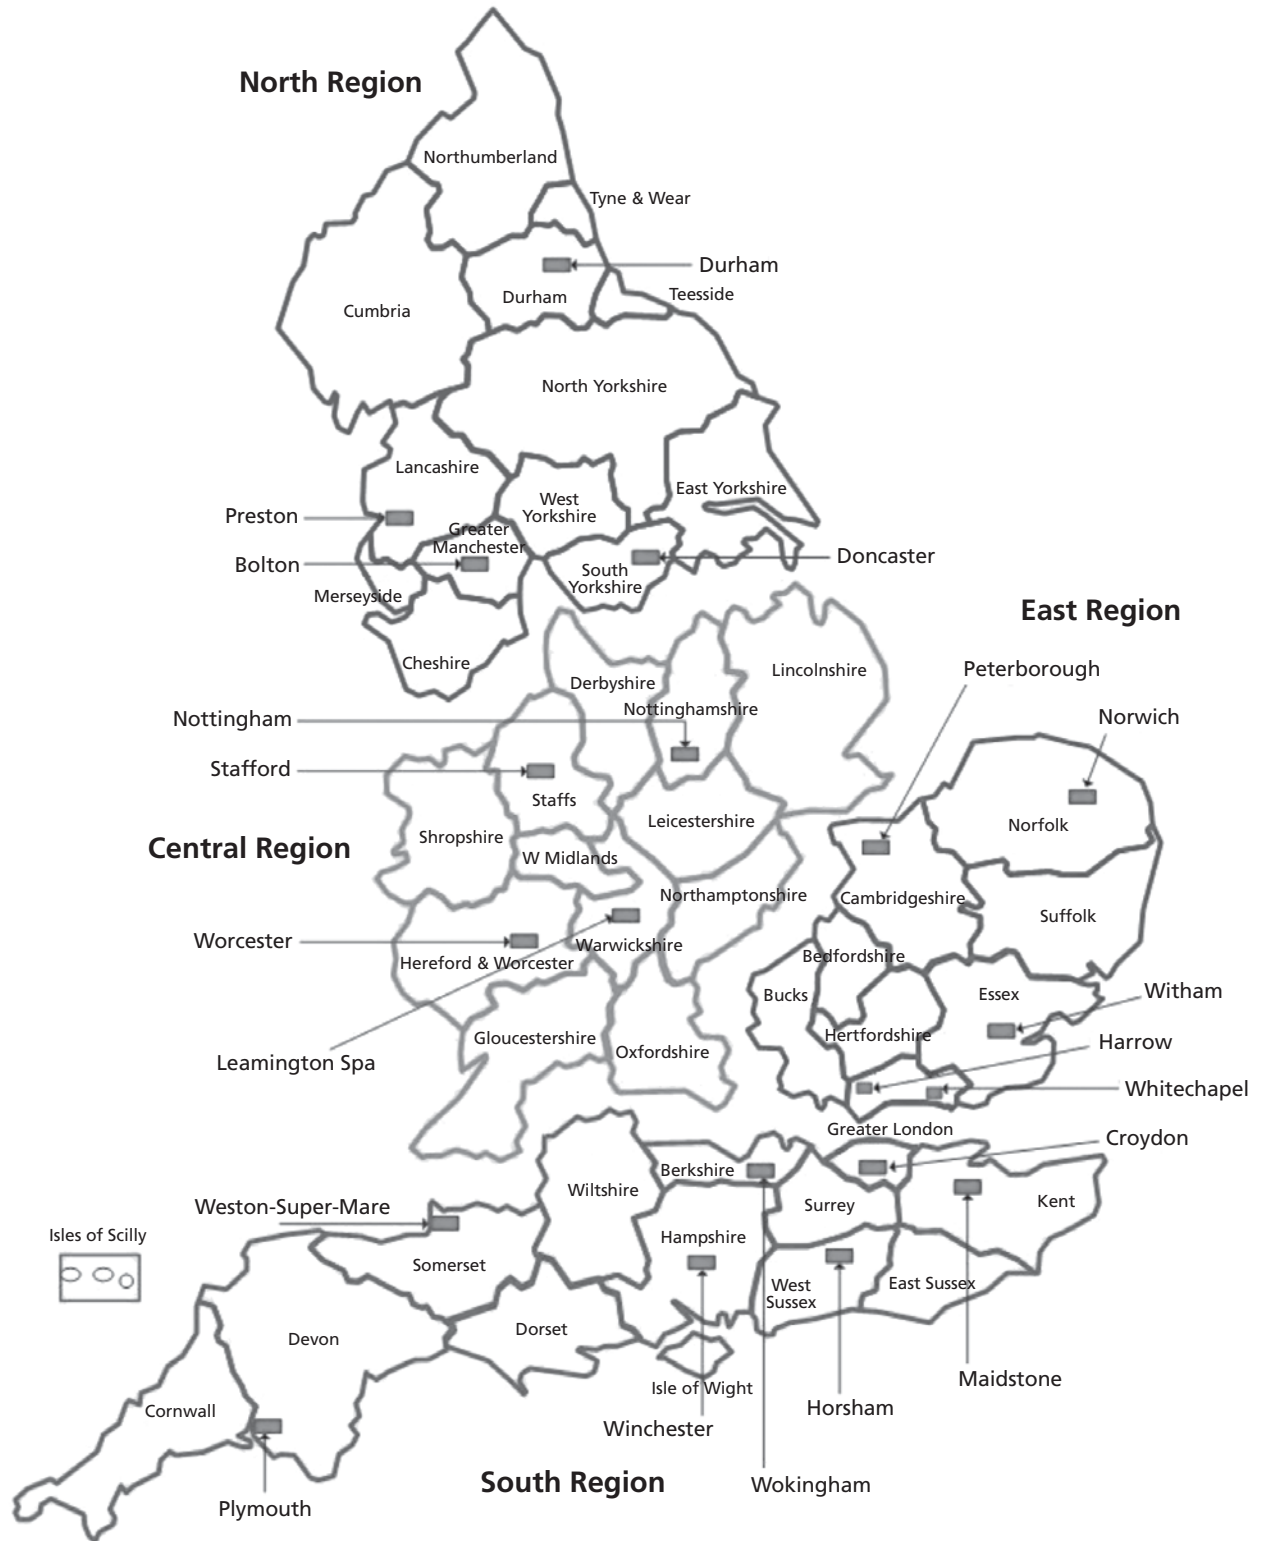 North Region
Northumberland
Tyne & Wear
Durham
Teesside
Durham
Cumbria
North Yorkshire
Lancashire
East Yorkshire
West
Yorkshire
Preston
Greater
Manchester
Bolton
Doncaster
South
Yorkshire
Merseyside
East Region
Cheshire
Peterborough
Lincolnshire
Derbyshire
Nottinghamshire
Nottingham
Norwich
Stafford
Staffs
Leicestershire
Norfolk
Shropshire
Central Region
W Midlands
Northamptonshire
Cambridgeshire
Suffolk
Worcester
Warwickshire
Bedfordshire
Hereford & Worcester
Bucks
Essex
Witham
Gloucestershire
Hertfordshire
Harrow
Oxfordshire
Leamington Spa
Whitechapel
Greater London
Croydon
Berkshire
Wiltshire
Weston-Super-Mare
Surrey
Kent
Isles of Scilly
Hampshire
Somerset
West
Sussex
East Sussex
Dorset
Devon
Isle of Wight
Maidstone
Cornwall
Horsham
Winchester
South Region
Wokingham
Plymouth